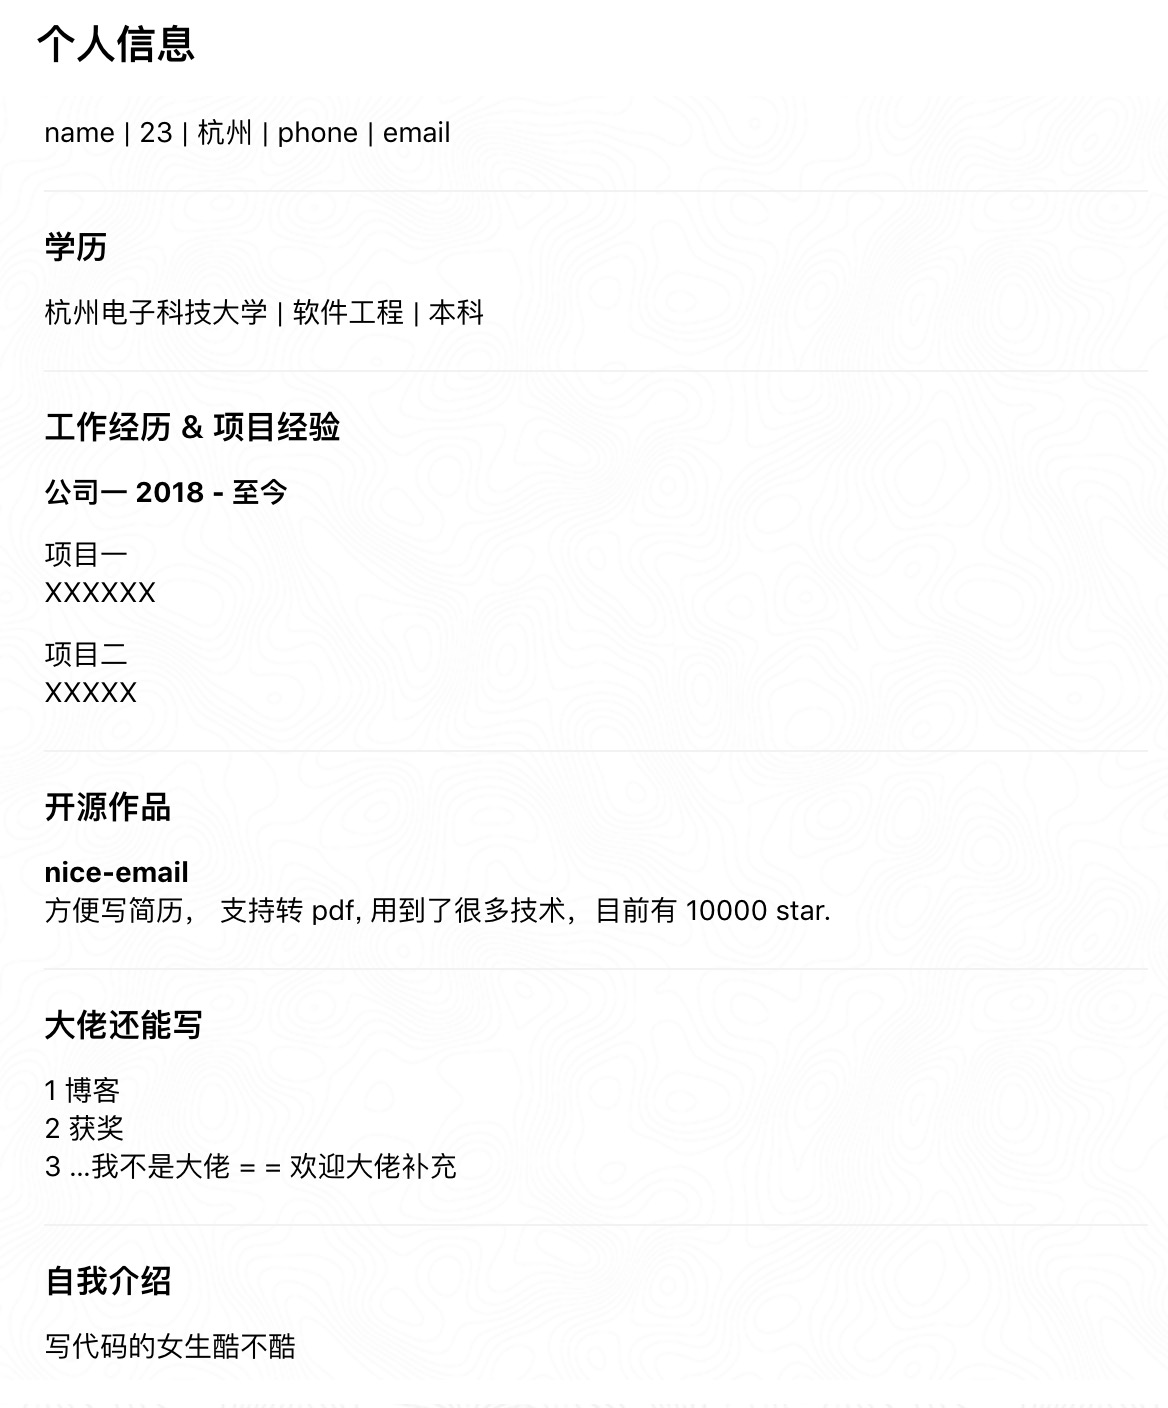 个人信息
name | 23 | 杭州 | phone | email
学历
杭州电子科技大学 | 软件工程 | 本科
工作经历 & 项目经验
公司一 2018 - 至今
项目一
XXXXXX
项目二
XXXXX
开源作品
nice-email
方便写简历， 支持转 pdf, 用到了很多技术，目前有 10000 star.
大佬还能写
1 博客
2 获奖
3 ...我不是大佬 = = 欢迎大佬补充
自我介绍
写代码的女生酷不酷